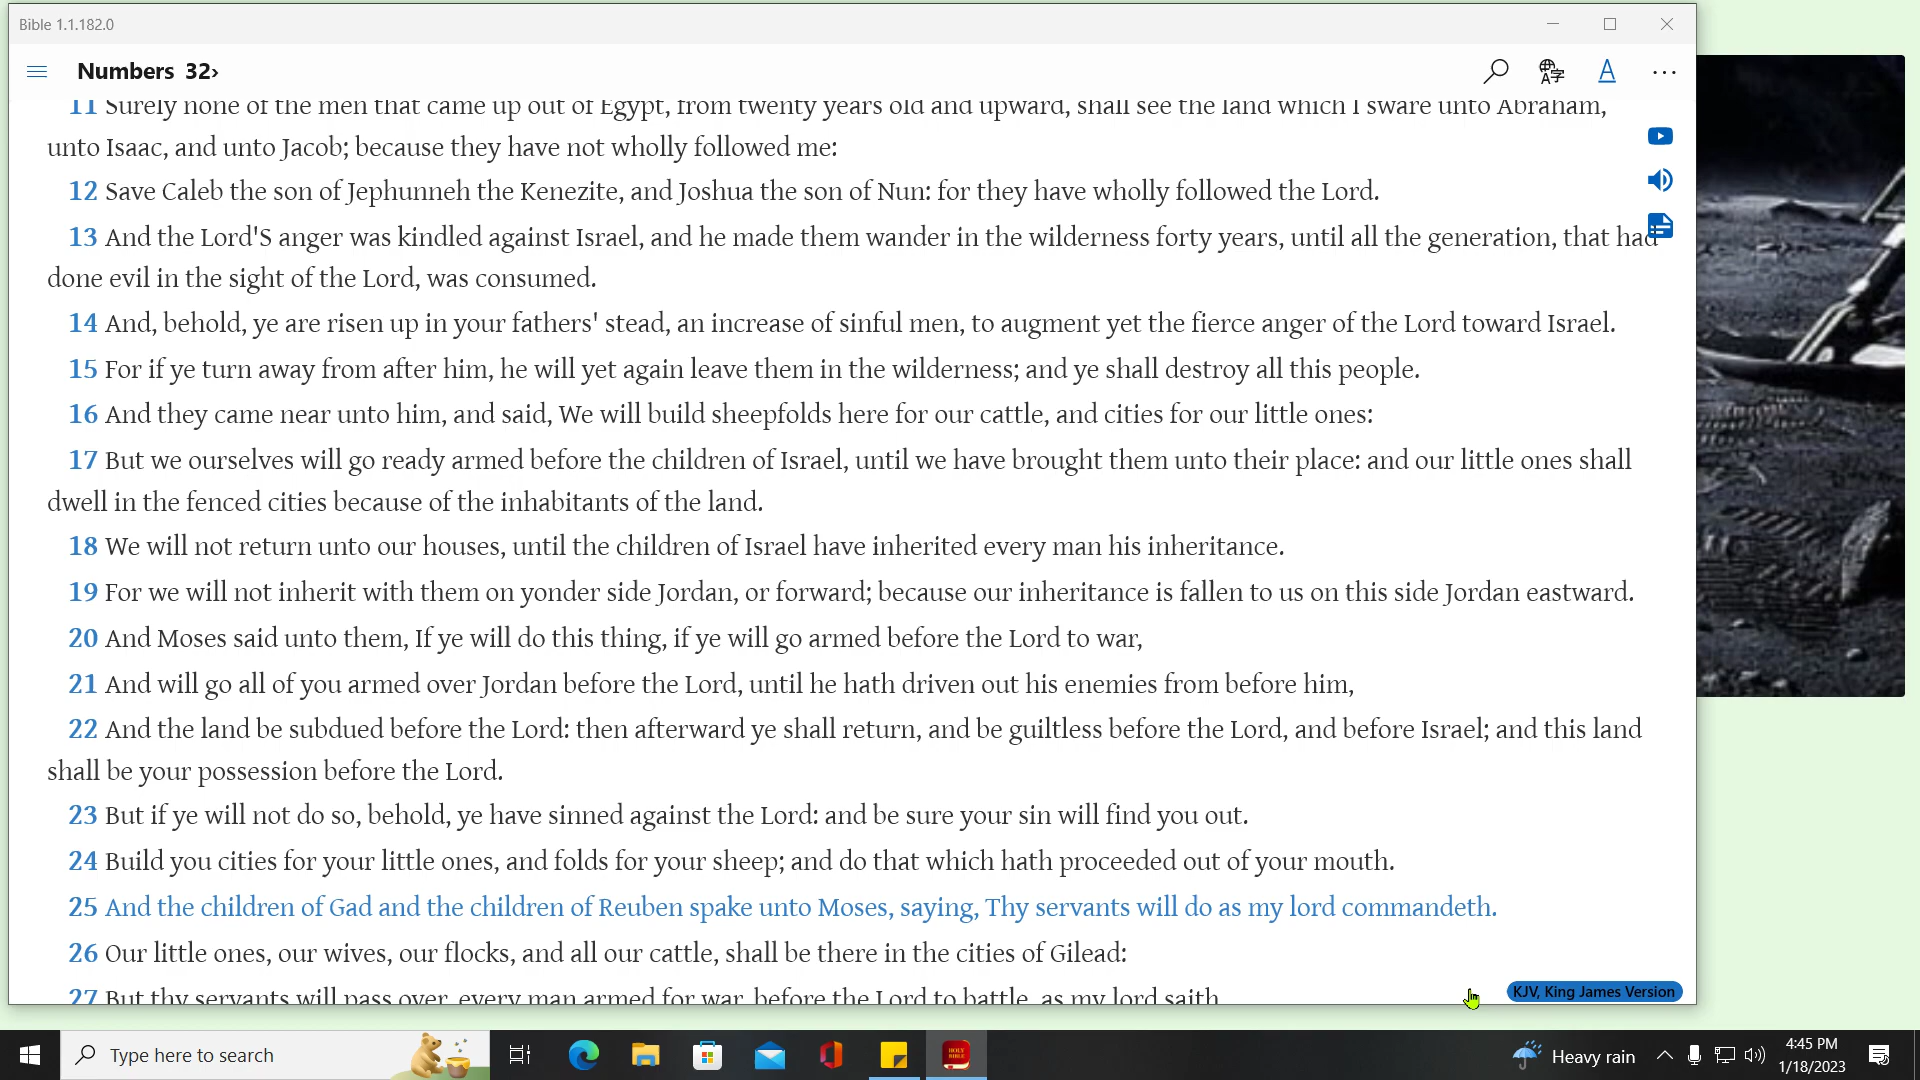 Bible 1.1.182.0
Numbers 32›
11 Surely none of the men that came up out of Egypt, from twenty years old and upward, shall see the land which I sware unto Abraham,
unto Isaac, and unto Jacob; because they have not wholly followed me:
12 Save Caleb the son of Jephunneh the Kenezite, and Joshua the son of Nun: for they have wholly followed the Lord.
13 And the Lord'S anger was kindled against Israel, and he made them wander in the wilderness forty years, until all the generation, that had
done evil in the sight of the Lord, was consumed.
14 And, behold, ye are risen up in your fathers' stead, an increase of sinful men, to augment yet the fierce anger of the Lord toward Israel.
15 For if ye turn away from after him, he will yet again leave them in the wilderness; and ye shall destroy all this people.
16 And they came near unto him, and said, We will build sheepfolds here for our cattle, and cities for our little ones:
17 But we ourselves will go ready armed before the children of Israel, until we have brought them unto their place: and our little ones shall
dwell in the fenced cities because of the inhabitants of the land.
18 We will not return unto our houses, until the children of Israel have inherited every man his inheritance.
19 For we will not inherit with them on yonder side Jordan, or forward; because our inheritance is fallen to us on this side Jordan eastward.
20 And Moses said unto them, If ye will do this thing, if ye will go armed before the Lord to war,
21 And will go all of you armed over Jordan before the Lord, until he hath driven out his enemies from before him,
22 And the land be subdued before the Lord: then afterward ye shall return, and be guiltless before the Lord, and before Israel; and this land
shall be your possession before the Lord.
23 But if ye will not do so, behold, ye have sinned against the Lord: and be sure your sin will find you out.
24 Build you cities for your little ones, and folds for your sheep; and do that which hath proceeded out of your mouth.
25 And the children of Gad and the children of Reuben spake unto Moses, saying, Thy servants will do as my lord commandeth.
26 Our little ones, our wives, our flocks, and all our cattle, shall be there in the cities of Gilead:
27 But thy servants will pass over, every man armed for war, before the Lord to battle, as my lord saith
KJV, King James Version
Type here to search
HOLY BIBLE
Heavy rain
4:45 PM
1/18/2023